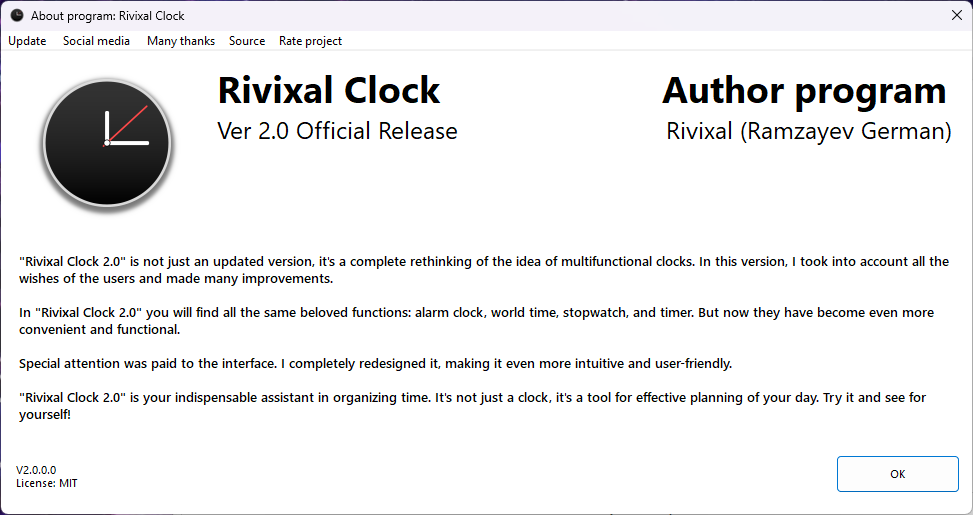 About program: Rivixal Clock
Update Social media Many thanks Source Rate project
Rivixal Clock
Author program
Ver 2.0 Official Release
Rivixal (Ramzayev German)
"Rivixal Clock 2.0" is not just an updated version, it's a complete rethinking of the idea of multifunctional clocks. In this version, I took into account all the
wishes of the users and made many improvements.
In "Rivixal Clock 2.0" you will find all the same beloved functions: alarm clock, world time, stopwatch, and timer. But now they have become even more
convenient and functional.
Special attention was paid to the interface. I completely redesigned it, making it even more intuitive and user-friendly.
"Rivixal Clock 2.0" is your indispensable assistant in organizing time. It's not just a clock, it's a tool for effective planning of your day. Try it and see for
yourself!
V2.0.0.0
License: MIT
OK